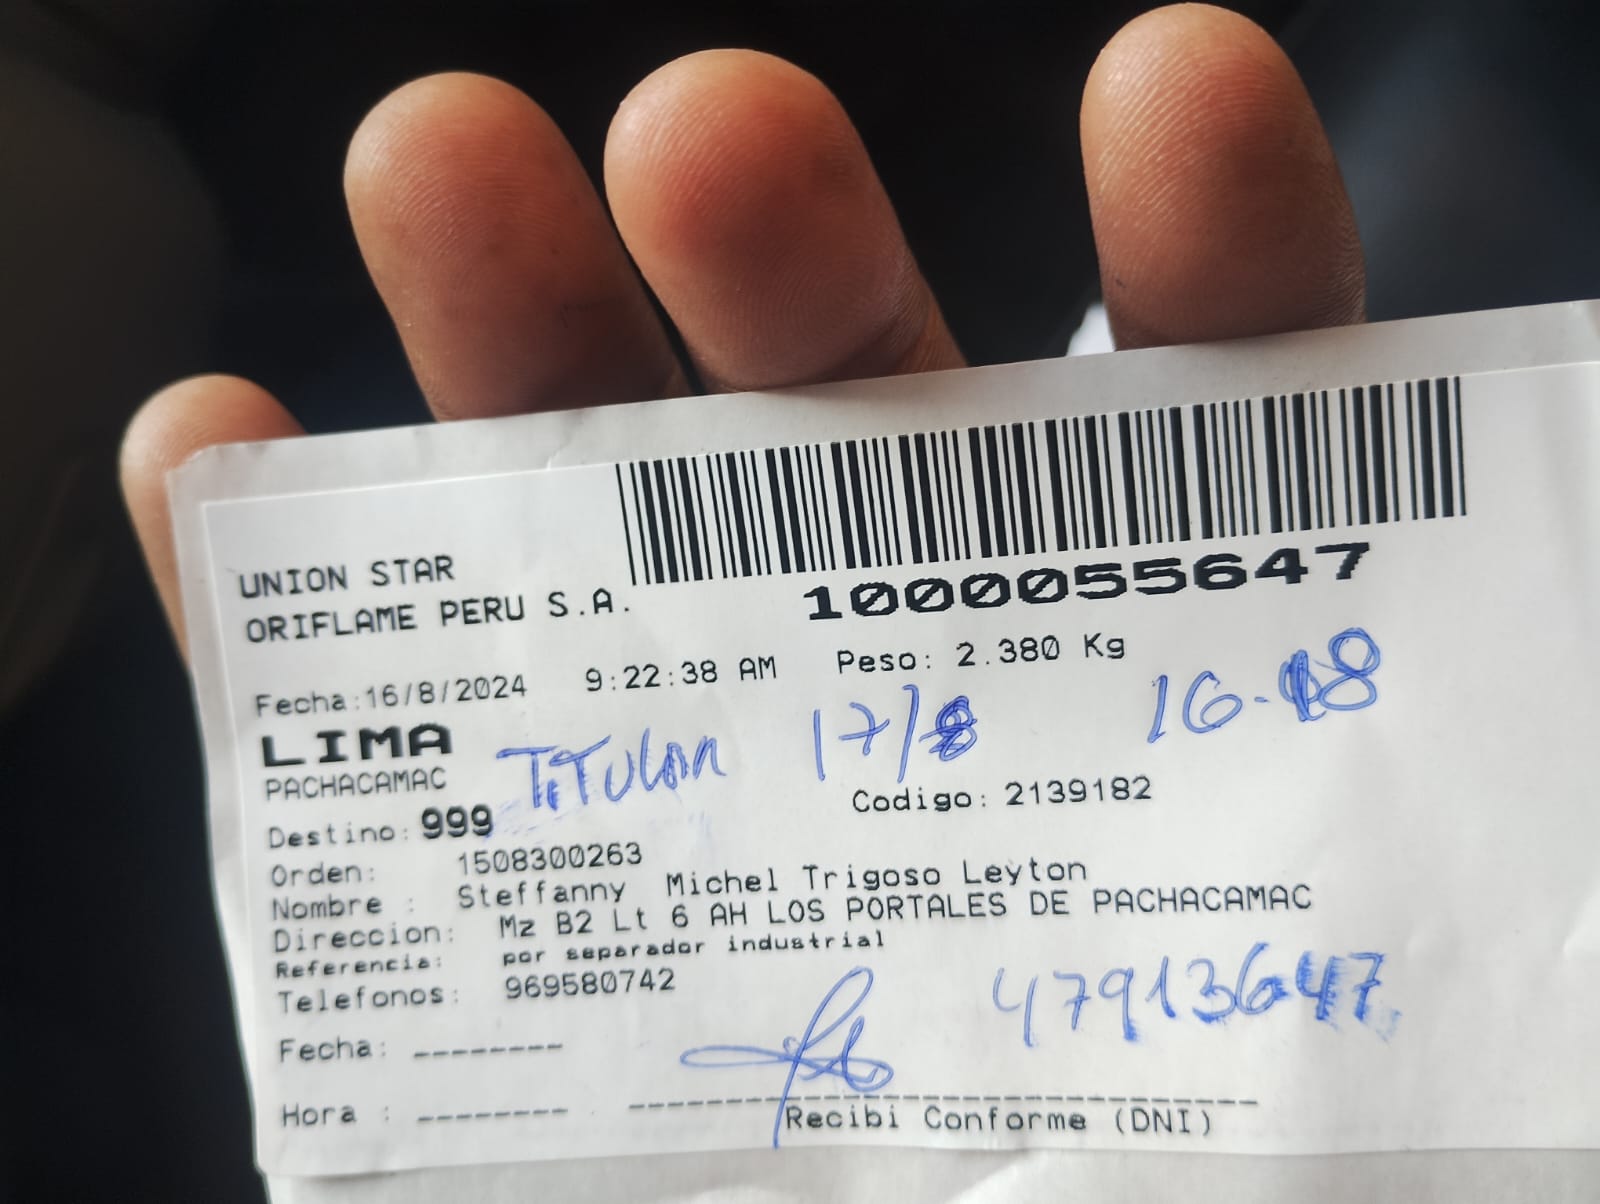 UNION STAR
ORIFLAME PERU S.A.
1000055647
Fecha:16/8/2024 9:22:38 AM Peso: 2.380 Kg
LIMA
PACHACAMAC
TITULAR 17/8 16-18
Destino: 999 Codigo: 2139182
Orden: 1508300263
Nombre : Steffanny Michel Trigoso Leyton
Direccion: Mz B2 Lt 6 AH LOS PORTALES DE PACHACAMAC
Referencia: por separador industrial
Telefonos: 969580742
47913647
Fecha: --------
Hora : --------
Recibi Conforme (DNI)